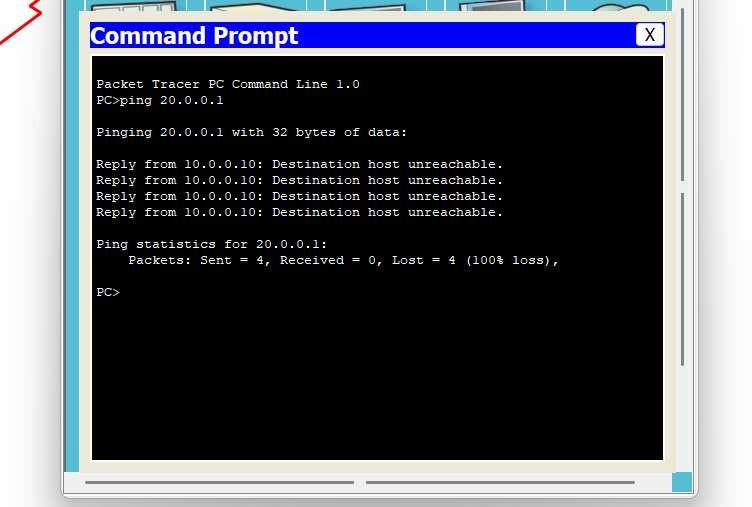 Command Prompt
X
Packet Tracer PC Command Line 1.0
PC>ping 20.0.0.1
Pinging 20.0.0.1 with 32 bytes of data:
Reply from 10.0.0.10: Destination host unreachable.
Reply from 10.0.0.10: Destination host unreachable.
Reply from 10.0.0.10: Destination host unreachable.
Reply from 10.0.0.10: Destination host unreachable.
Ping statistics for 20.0.0.1:
    Packets: Sent = 4, Received = 0, Lost = 4 (100% loss),
PC>